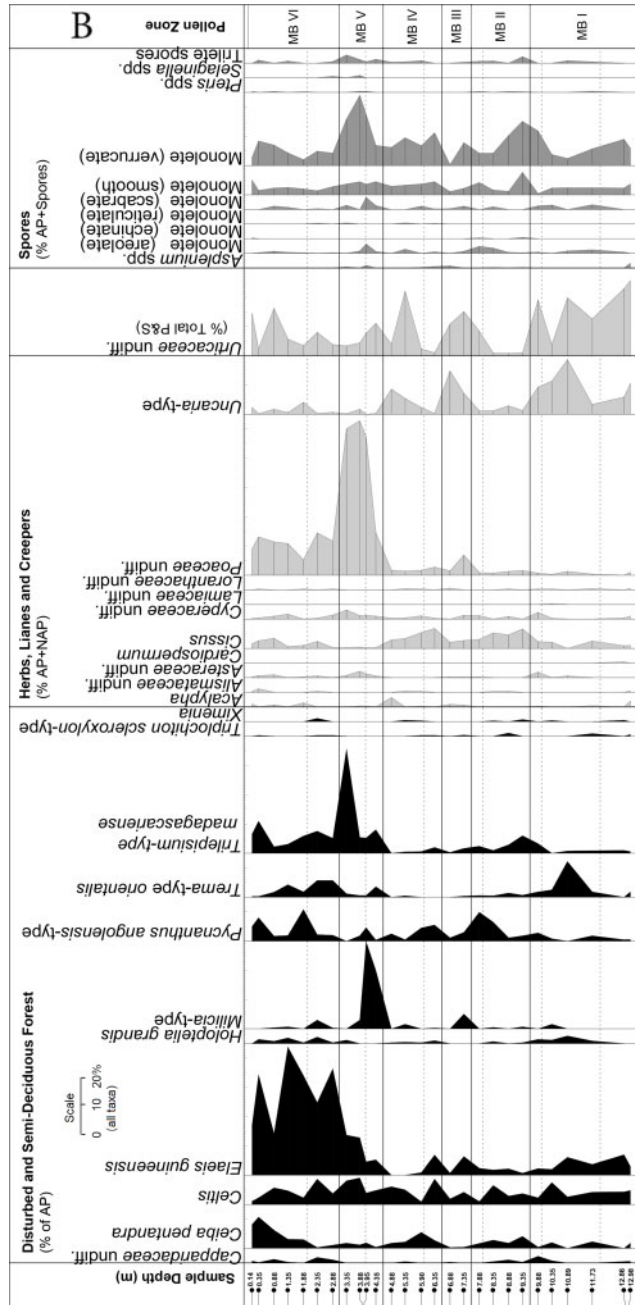 B
Disturbed and Semi-Deciduous Forest
(% of AP)
Herbs, Lianes and Creepers
(% AP+NAP)
Spores
(% AP+Spores)
Scale
0 10 20%
(all taxa)
Sample Depth (m)
Capparidaceae undiff.
Ceiba pentandra
Celtis
Elaeis guineensis
Holoptelia grandis
Milicia-type
Pycnanthus angolensis-type
Trema-type orientalis
Trilepisium-type
madagascariense
Triplochiton scleroxylon-type
Ximenia
Acalypha
Alismataceae undiff.
Asteraceae undiff.
Cardiospermum
Cissus
Cyperaceae undiff.
Lamiaceae undiff.
Loranthaceae undiff.
Poaceae undiff.
Uncaria-type
Urticaceae undiff.
(% Total P&S)
Asplenium spp.
Monolete (areolate)
Monolete (echinate)
Monolete (reticulate)
Monolete (scabrate)
Monolete (smooth)
Monolete (verrucate)
Pteris spp.
Selaginella spp.
Trilete spores
Pollen Zone
0.14
0.35
0.88
1.35
1.88
2.35
2.88
3.35
3.88
3.95
4.35
4.88
5.35
5.90
6.35
6.88
7.35
7.88
8.35
8.88
9.88
10.35
10.89
11.73
12.86
12.98
MB VI
MB V
MB IV
MB III
MB II
MB I